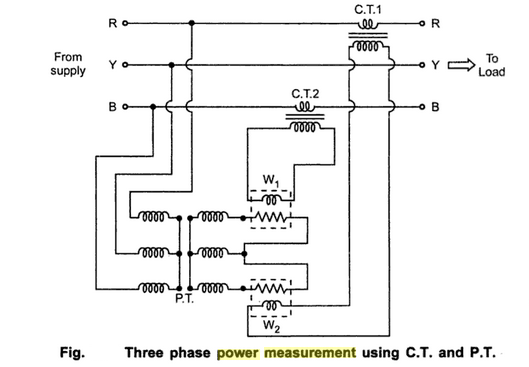 C.T.1
R R
From supply
Y Y
To Load
B B
C.T.2
W1
P.T.
W2
Fig. Three phase power measurement using C.T. and P.T.